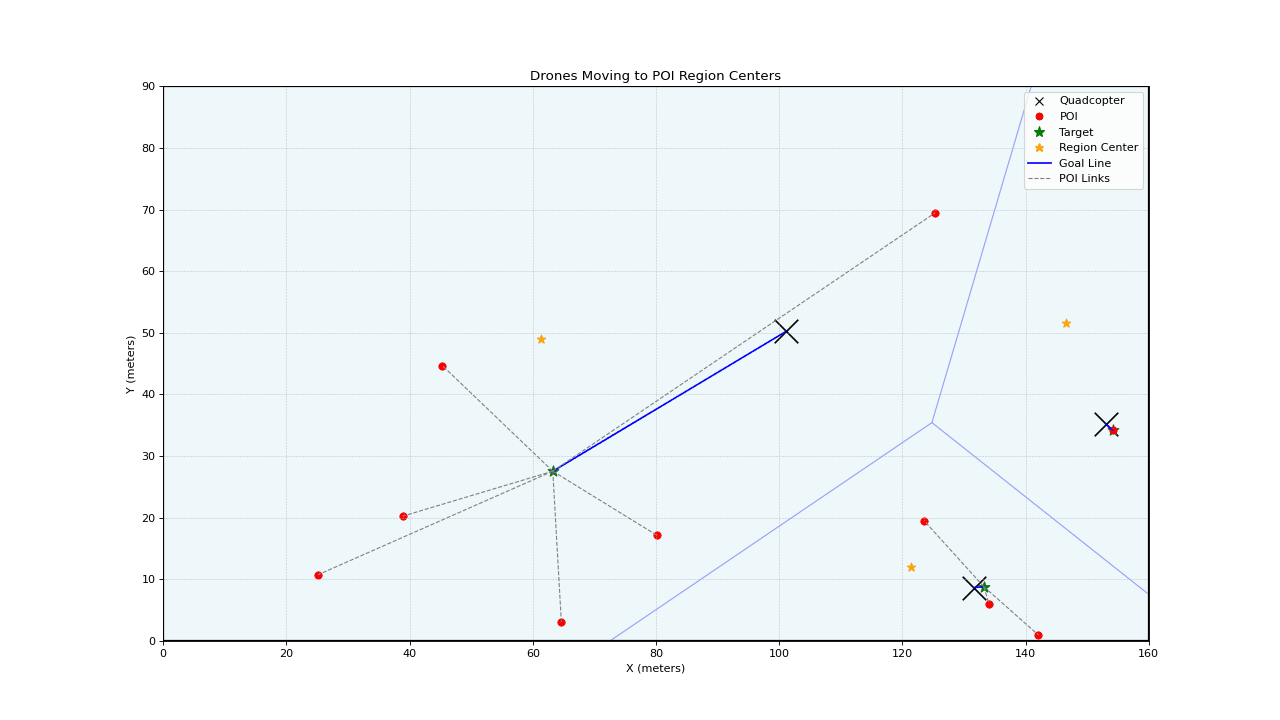 Drones Moving to POI Region Centers
Quadcopter
POI
Target
Region Center
Goal Line
POI Links
Y (meters)
90
80
70
60
50
40
30
20
10
0
0 20 40 60 80 100 120 140 160
X (meters)